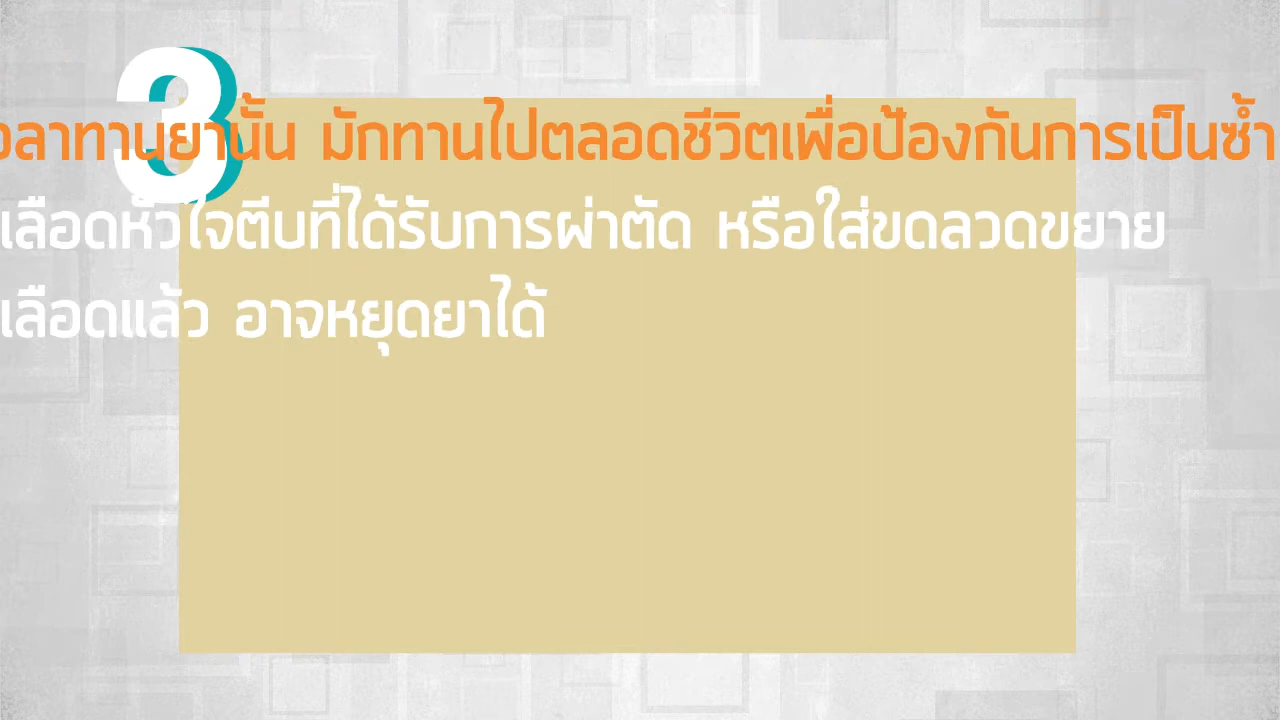 3
เวลาทานยานั้น มักทานไปตลอดชีวิตเพื่อป้องกันการเป็นซ้ำ
เลือดหัวใจตีบที่ได้รับการผ่าตัด หรือใส่ขดลวดขยาย
เลือดแล้ว อาจหยุดยาได้